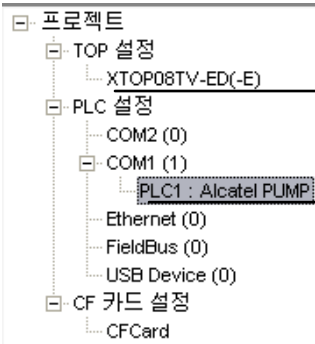 프로젝트
TOP 설정
XTOP08TV-ED(-E)
PLC 설정
COM2 (0)
COM1 (1)
PLC1 : Alcatel PUMP
Ethernet (0)
FieldBus (0)
USB Device (0)
CF 카드 설정
CFCard